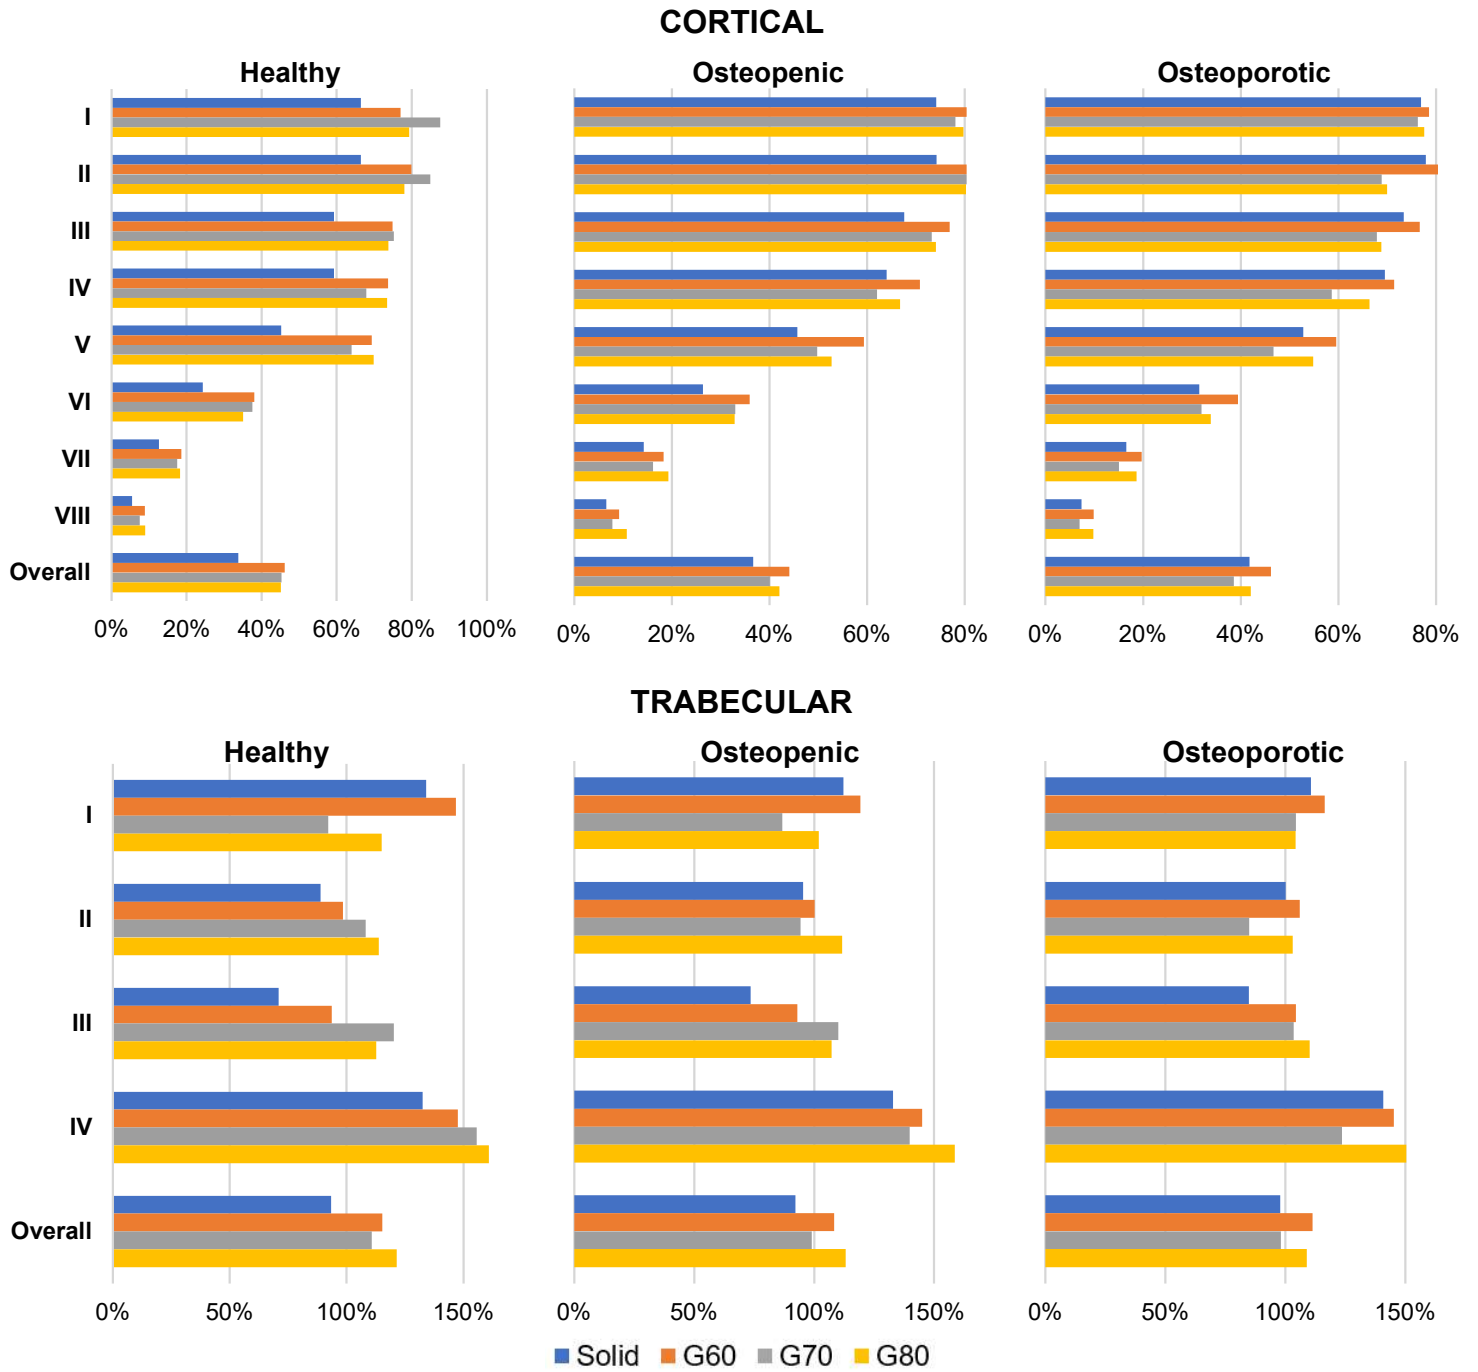 CORTICAL
Healthy Osteopenic Osteoporotic
I
II
III
IV
V
VI
VII
VIII
Overall
0% 20% 40% 60% 80% 100% 0% 20% 40% 60% 80% 0% 20% 40% 60% 80%
TRABECULAR
Healthy Osteopenic Osteoporotic
I
II
III
IV
Overall
0% 50% 100% 150% 0% 50% 100% 150% 0% 50% 100% 150%
Solid G60 G70 G80